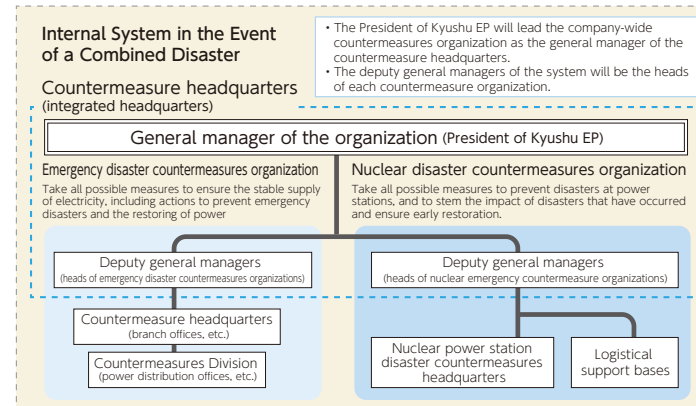 Internal System in the Event
of a Combined Disaster
• The President of Kyushu EP will lead the company-wide
countermeasures organization as the general manager of the
countermeasure headquarters.
• The deputy general managers of the system will be the heads
of each countermeasure organization.
Countermeasure headquarters
(integrated headquarters)
General manager of the organization (President of Kyushu EP)
Emergency disaster countermeasures organization
Take all possible measures to ensure the stable supply
of electricity, including actions to prevent emergency
disasters and the restoring of power
Nuclear disaster countermeasures organization
Take all possible measures to prevent disasters at power
stations, and to stem the impact of disasters that have occurred
and ensure early restoration.
Deputy general managers
(heads of emergency disaster countermeasures organizations)
Deputy general managers
(heads of nuclear emergency countermeasure organizations)
Countermeasure headquarters
(branch offices, etc.)
Countermeasures Division
(power distribution offices, etc.)
Nuclear power station
disaster countermeasures
headquarters
Logistical
support bases